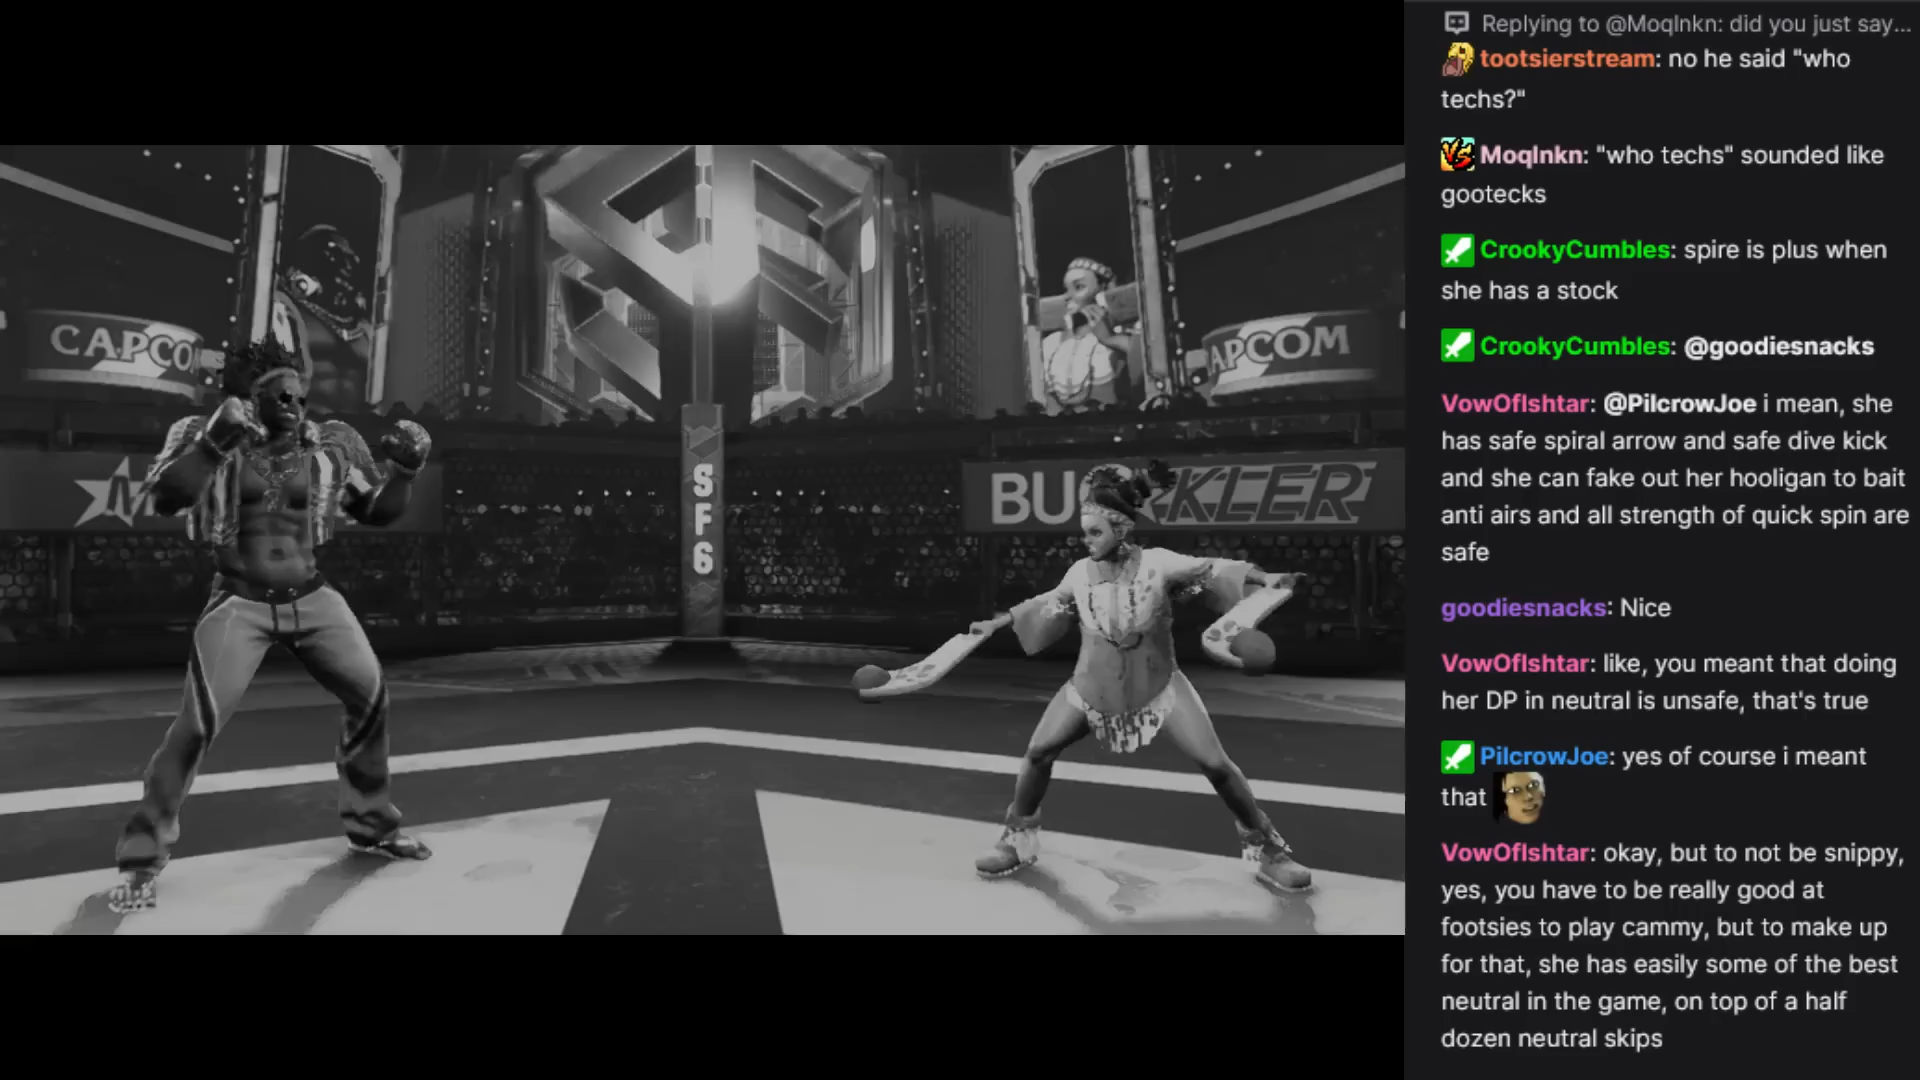 Replying to @MoqInkn: did you just say...
tootsierstream: no he said "who
techs?"
MoqInkn: "who techs" sounded like
gootecks
CrookyCumbles: spire is plus when
she has a stock
CrookyCumbles: @goodiesnacks
VowOfIshtar: @PilcrowJoe i mean, she
has safe spiral arrow and safe dive kick
and she can fake out her hooligan to bait
anti airs and all strength of quick spin are
safe
goodiesnacks: Nice
VowOfIshtar: like, you meant that doing
her DP in neutral is unsafe, that's true
PilcrowJoe: yes of course i meant
that
VowOfIshtar: okay, but to not be snippy,
yes, you have to be really good at
footsies to play cammy, but to make up
for that, she has easily some of the best
neutral in the game, on top of a half
dozen neutral skips
CAPCO
APCOM
BU KLER
SF6